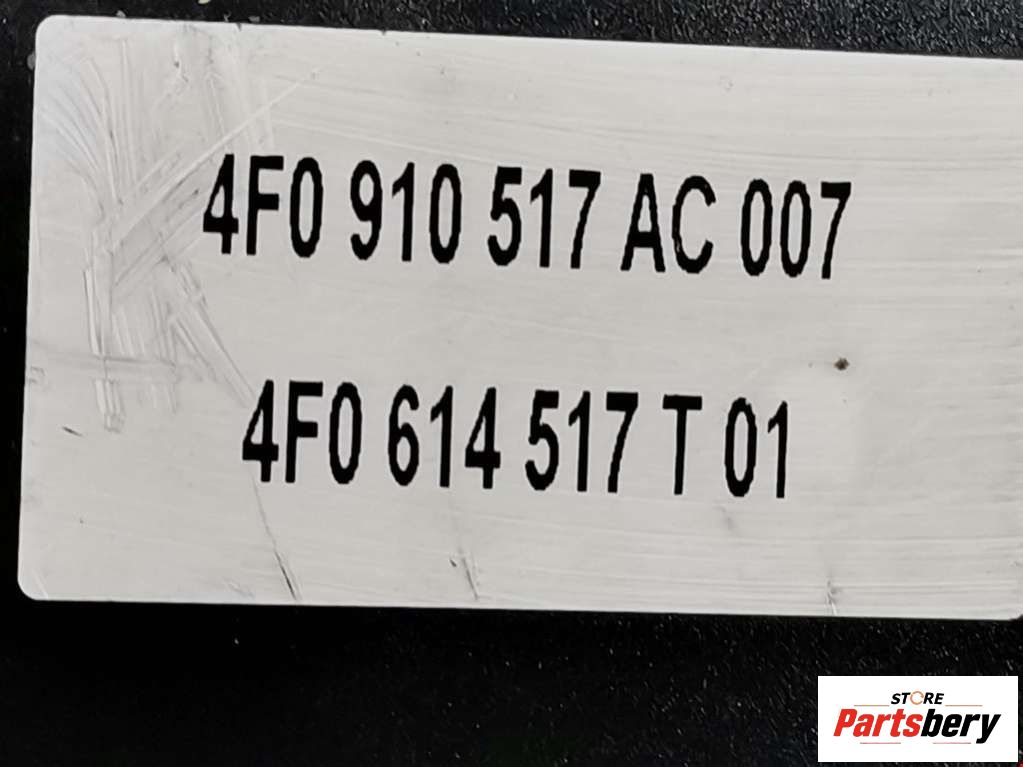 4F0 910 517 AC 007
4F0 614 517 T 01
STORE
Partsbery